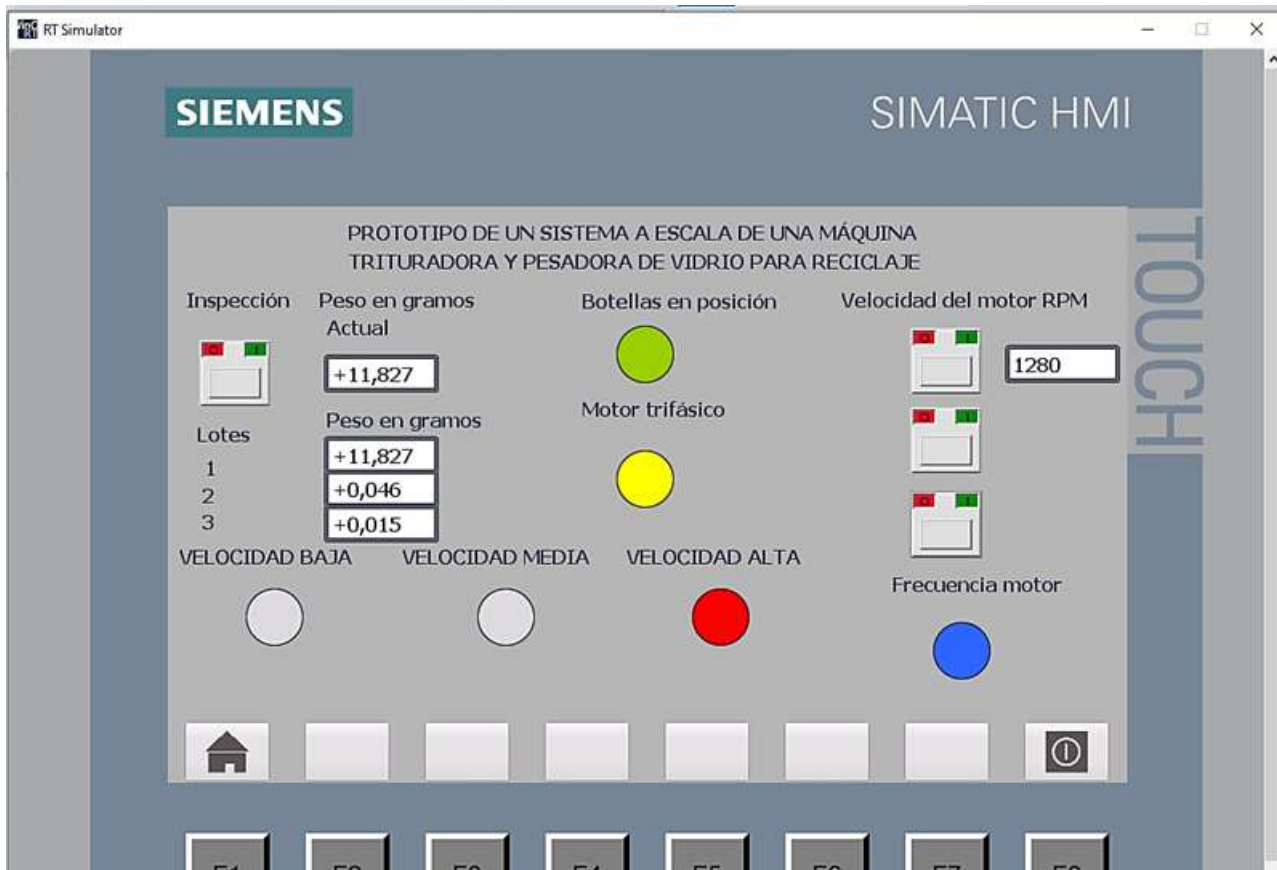 RT Simulator
SIEMENS
SIMATIC HMI
TOUCH
PROTOTIPO DE UN SISTEMA A ESCALA DE UNA MÁQUINA
TRITURADORA Y PESADORA DE VIDRIO PARA RECICLAJE
Inspección
Peso en gramos
Actual
+11,827
Botellas en posición
Velocidad del motor RPM
1280
Motor trifásico
Lotes
Peso en gramos
1
+11,827
2
+0,046
3
+0,015
VELOCIDAD BAJA
VELOCIDAD MEDIA
VELOCIDAD ALTA
Frecuencia motor